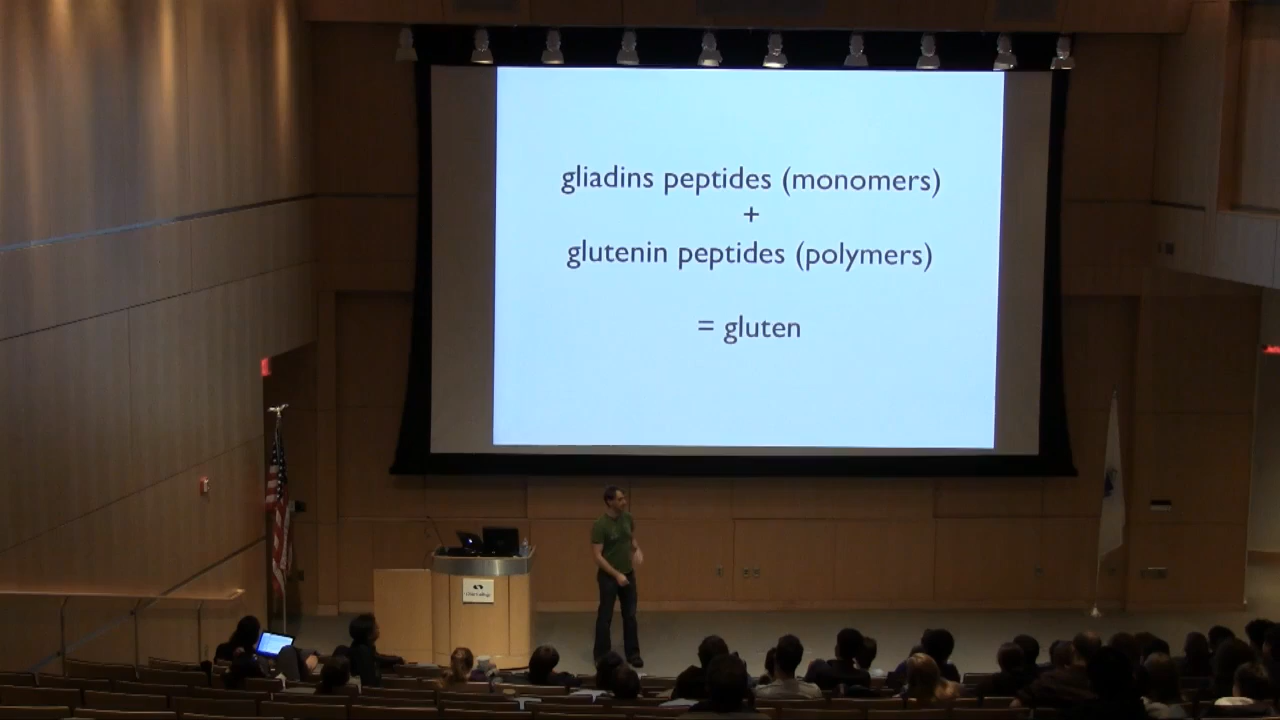 gliadins peptides (monomers)
+
glutenin peptides (polymers)
= gluten